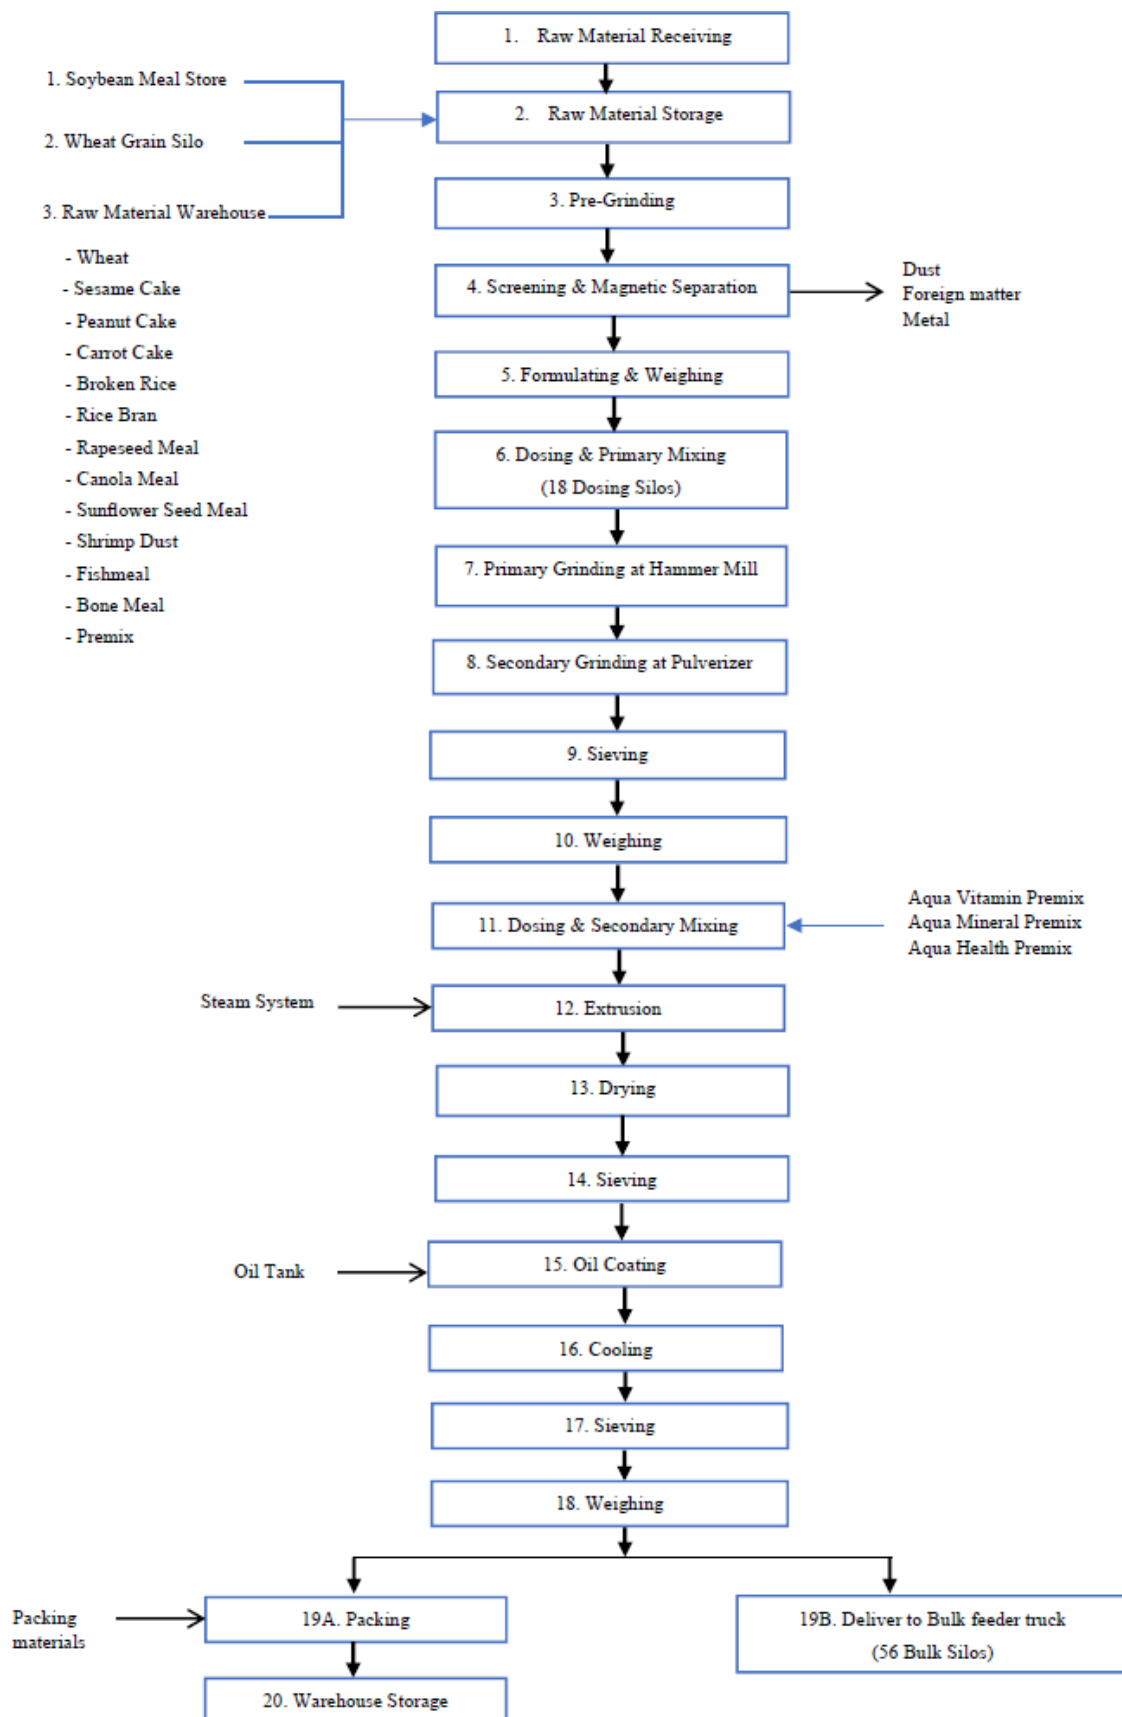 1. Raw Material Receiving
1. Soybean Meal Store
2. Wheat Grain Silo
3. Raw Material Warehouse
- Wheat
- Sesame Cake
- Peanut Cake
- Carrot Cake
- Broken Rice
- Rice Bran
- Rapeseed Meal
- Canola Meal
- Sunflower Seed Meal
- Shrimp Dust
- Fishmeal
- Bone Meal
- Premix
2. Raw Material Storage
3. Pre-Grinding
4. Screening & Magnetic Separation
Dust
Foreign matter
Metal
5. Formulating & Weighing
6. Dosing & Primary Mixing
(18 Dosing Silos)
7. Primary Grinding at Hammer Mill
8. Secondary Grinding at Pulverizer
9. Sieving
10. Weighing
11. Dosing & Secondary Mixing
Aqua Vitamin Premix
Aqua Mineral Premix
Aqua Health Premix
Steam System
12. Extrusion
13. Drying
14. Sieving
Oil Tank
15. Oil Coating
16. Cooling
17. Sieving
18. Weighing
Packing
materials
19A. Packing
19B. Deliver to Bulk feeder truck
(56 Bulk Silos)
20. Warehouse Storage